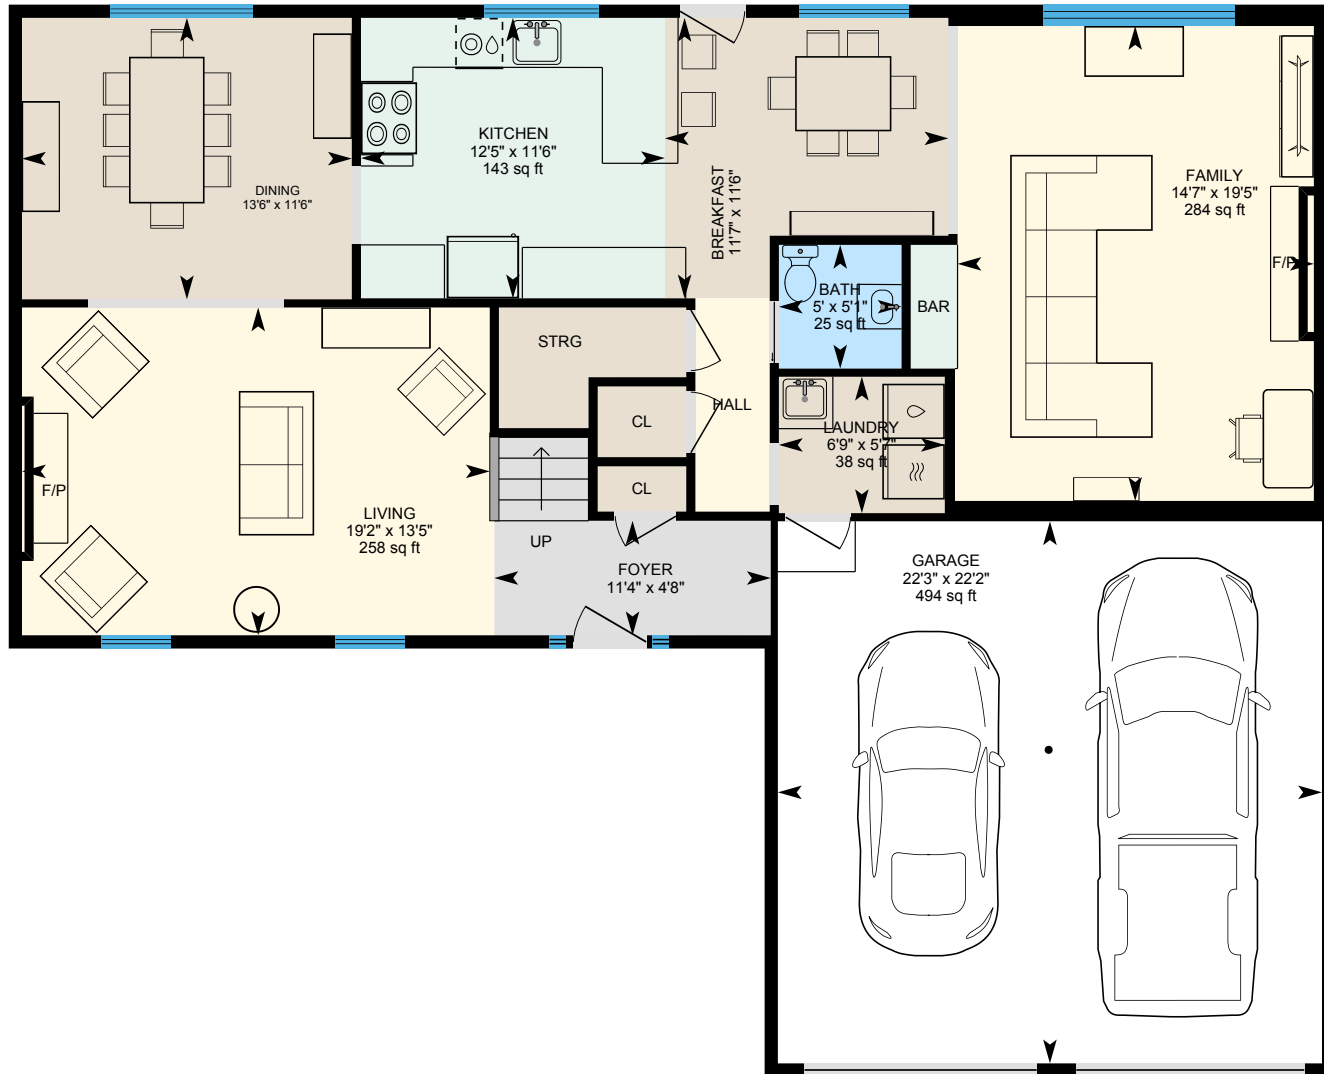 KITCHEN
12'5" x 11'6"
143 sq ft
DINING
13'6" x 11'6"
BREAKFAST
11'7" x 11'6"
FAMILY
14'7" x 19'5"
284 sq ft
F/P
BATH
5' x 5'1"
25 sq ft
BAR
STRG
HALL
CL
CL
LAUNDRY
6'9" x 5'7"
38 sq ft
F/P
LIVING
19'2" x 13'5"
258 sq ft
UP
FOYER
11'4" x 4'8"
GARAGE
22'3" x 22'2"
494 sq ft